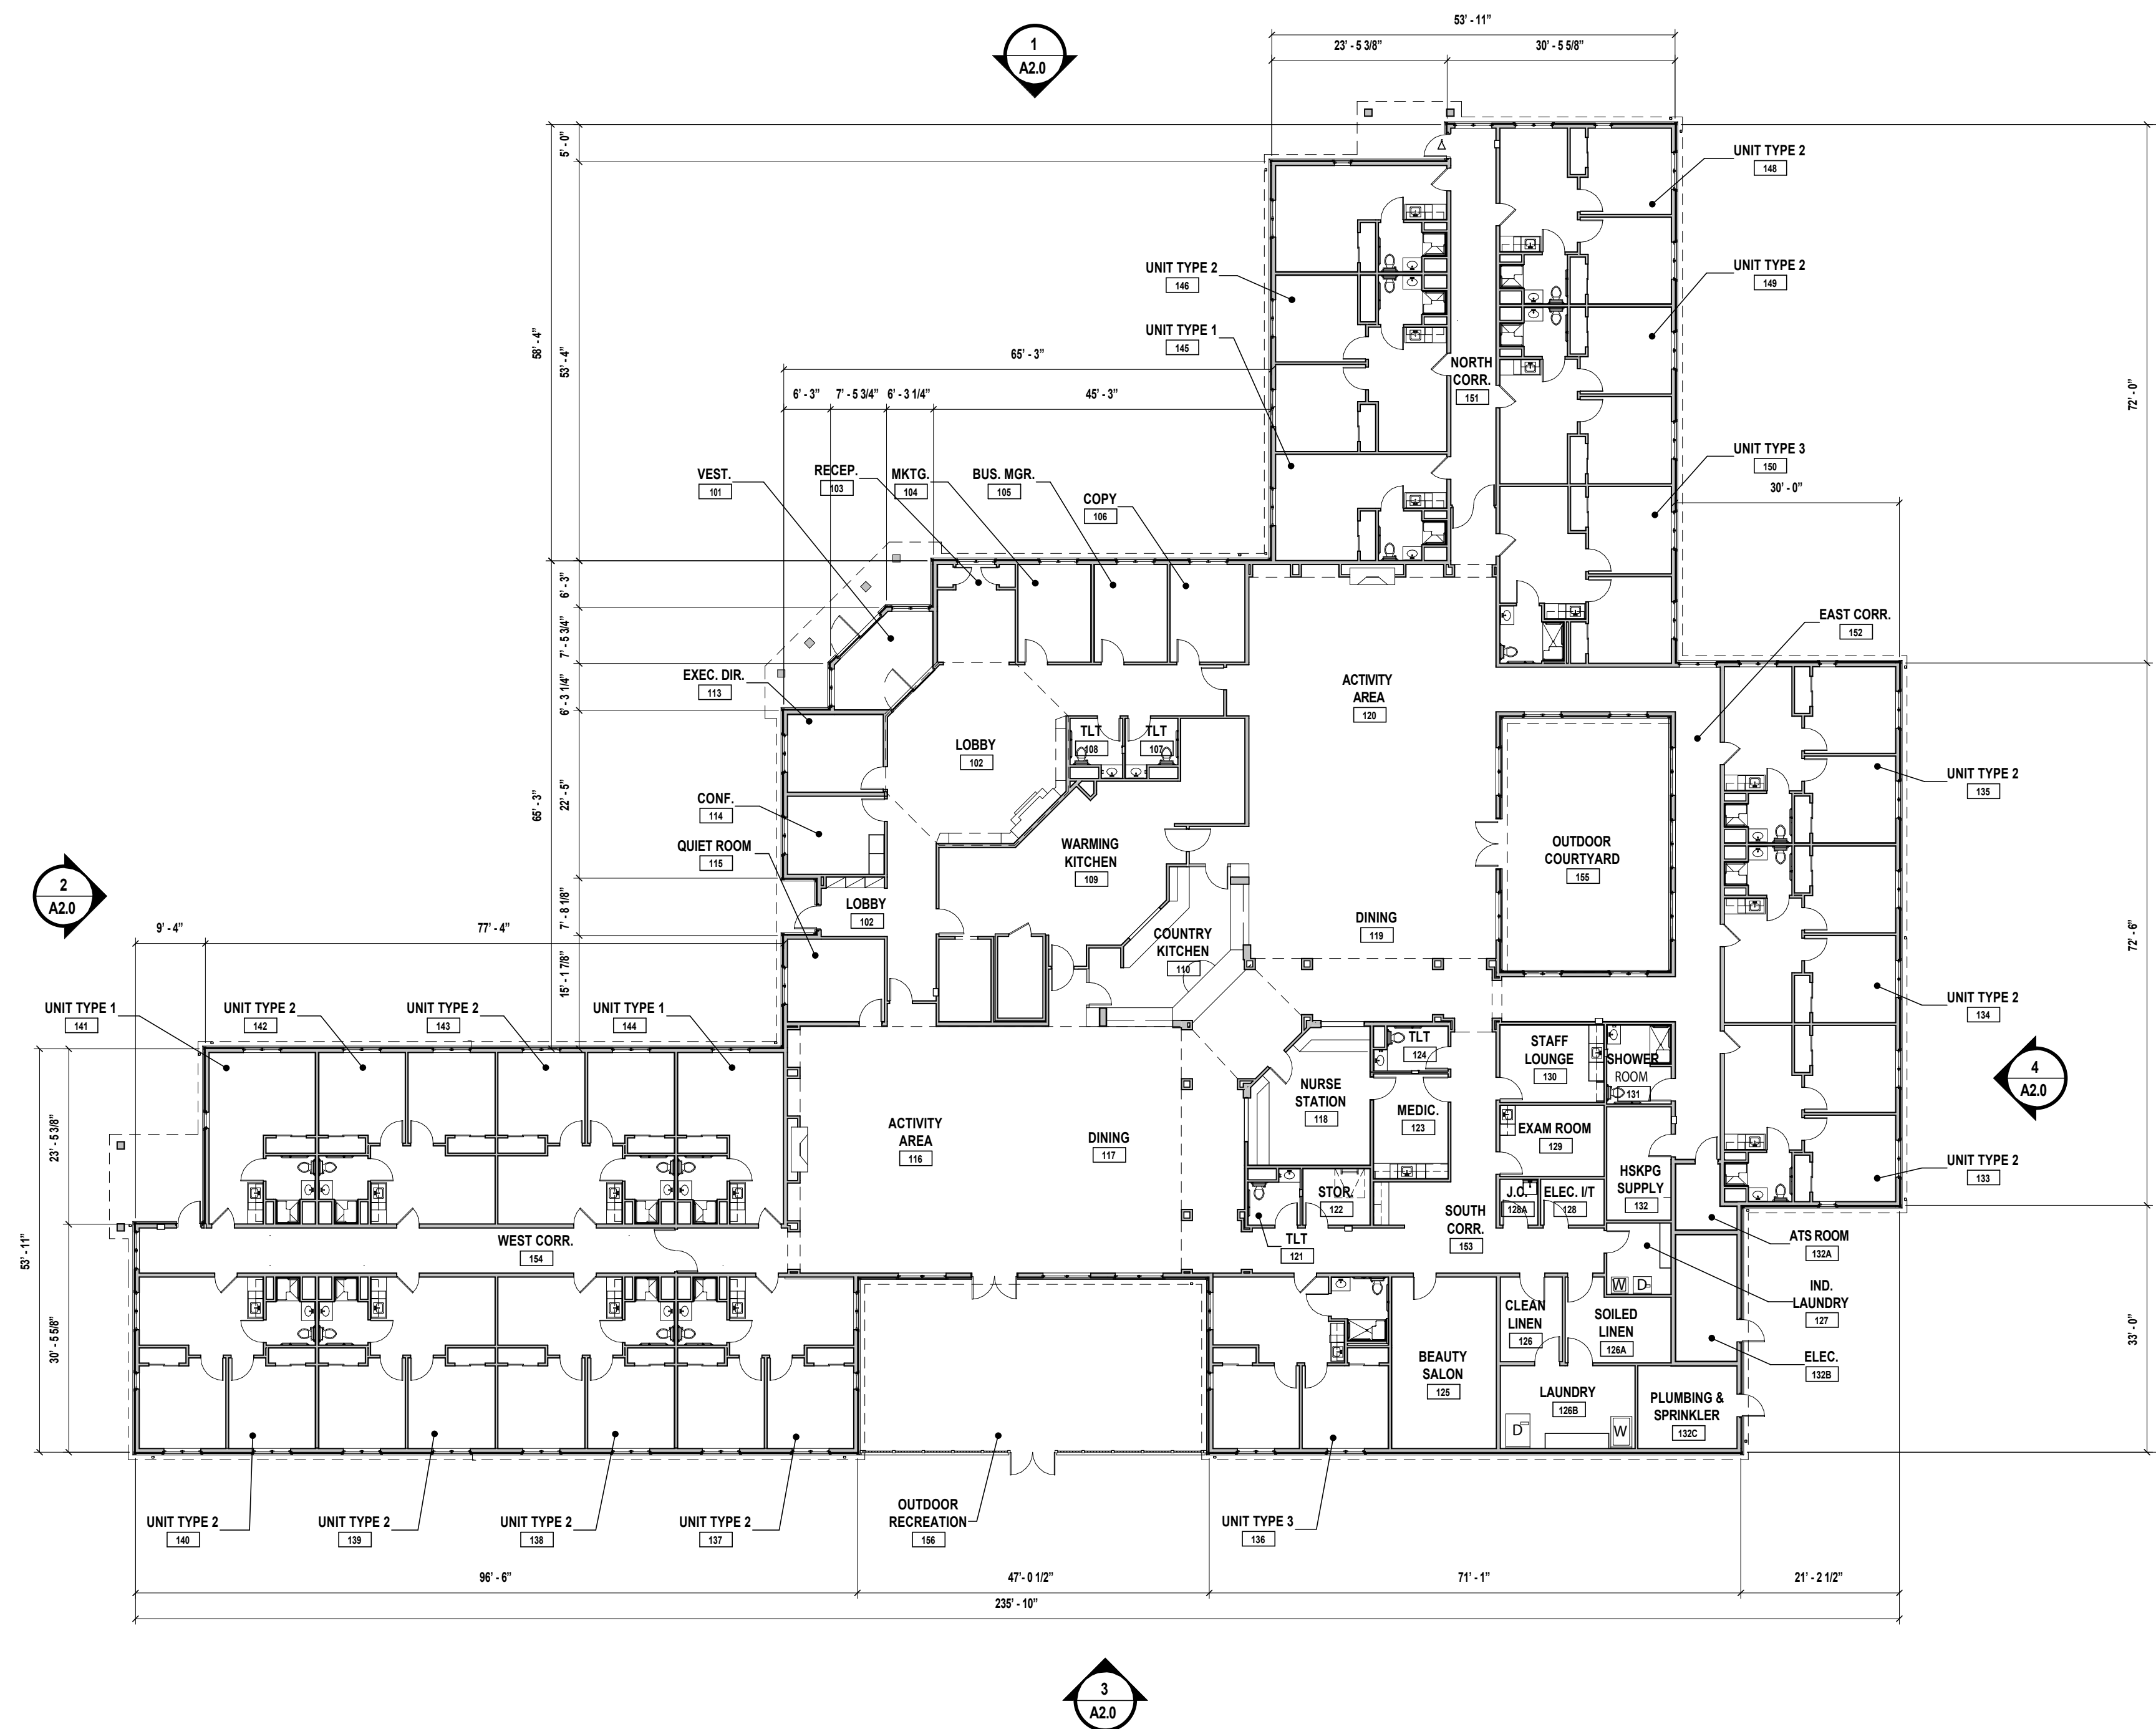 53' - 11"
23' - 5 3/8"
30' - 5 5/8"
1
A2.0
5' - 0"
58' - 4"
53' - 4"
72' - 0"
UNIT TYPE 2
148
UNIT TYPE 2
146
UNIT TYPE 2
149
UNIT TYPE 1
145
65' - 3"
NORTH
CORR.
151
6' - 3"
7' - 5 3/4"
6' - 3 1/4"
45' - 3"
UNIT TYPE 3
150
30' - 0"
VEST.
101
RECEP.
103
MKTG.
104
BUS. MGR.
105
COPY
106
6' - 3"
7' - 5 3/4"
6' - 3 1/4"
EAST CORR.
152
EXEC. DIR.
113
ACTIVITY
AREA
120
LOBBY
102
TLT
108
TLT
107
UNIT TYPE 2
135
65' - 3"
22' - 5"
CONF.
114
QUIET ROOM
115
WARMING
KITCHEN
109
OUTDOOR
COURTYARD
155
2
A2.0
7' - 8 1/8"
LOBBY
102
DINING
119
72' - 6"
9' - 4"
77' - 4"
COUNTRY
KITCHEN
110
15' - 1 7/8"
UNIT TYPE 1
141
UNIT TYPE 2
142
UNIT TYPE 2
143
UNIT TYPE 1
144
UNIT TYPE 2
134
TLT
124
STAFF
LOUNGE
130
SHOWER
ROOM
131
4
A2.0
NURSE
STATION
118
MEDIC.
123
23' - 5 3/8"
ACTIVITY
AREA
116
DINING
117
EXAM ROOM
129
UNIT TYPE 2
133
HSKPG
SUPPLY
132
STOR.
122
J.C.
128A
ELEC. I/T
128
53' - 11"
WEST CORR.
154
TLT
121
SOUTH
CORR.
153
ATS ROOM
132A
W
D
IND.
LAUNDRY
127
30' - 5 5/8"
CLEAN
LINEN
126
SOILED
LINEN
126A
33' - 0"
BEAUTY
SALON
125
ELEC.
132B
LAUNDRY
126B
D
W
PLUMBING &
SPRINKLER
132C
UNIT TYPE 2
140
UNIT TYPE 2
139
UNIT TYPE 2
138
UNIT TYPE 2
137
OUTDOOR
RECREATION
156
UNIT TYPE 3
136
96' - 6"
47' - 0 1/2"
71' - 1"
21' - 2 1/2"
235' - 10"
3
A2.0